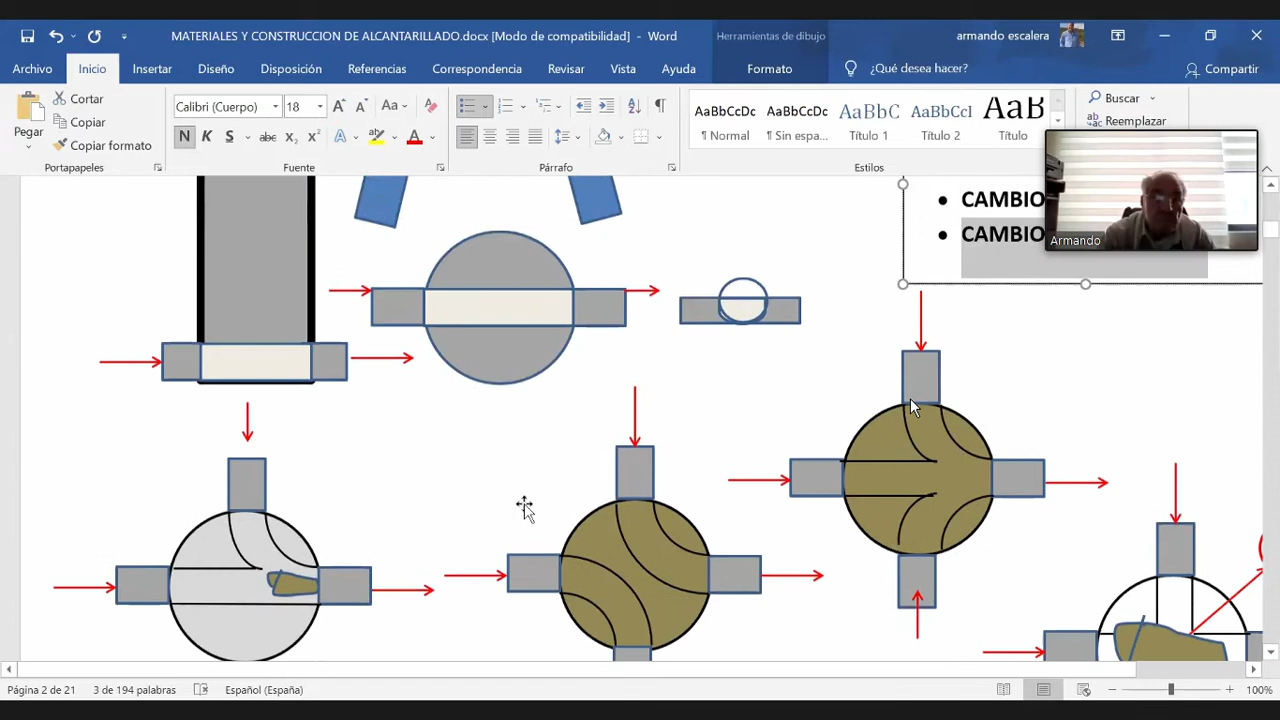 MATERIALES Y CONSTRUCCION DE ALCANTARILLADO.docx [Modo de compatibilidad] - Word
Herramientas de dibujo
armando escalera
Archivo Inicio Insertar Diseño Disposición Referencias Correspondencia Revisar Vista Ayuda Formato ¿Qué desea hacer? Compartir
Pegar
Cortar
Copiar
Copiar formato
Portapapeles
Calibri (Cuerpo) 18
Fuente
Párrafo
AaBbCcDc AaBbCcDc AaBbC AaBbCcI AaB
¶ Normal ¶ Sin espa... Título 1 Título 2 Título
Estilos
Buscar
Reemplazar
• CAMBIO
• CAMBIO
Armando
Página 2 de 21 3 de 194 palabras Español (España) 100%